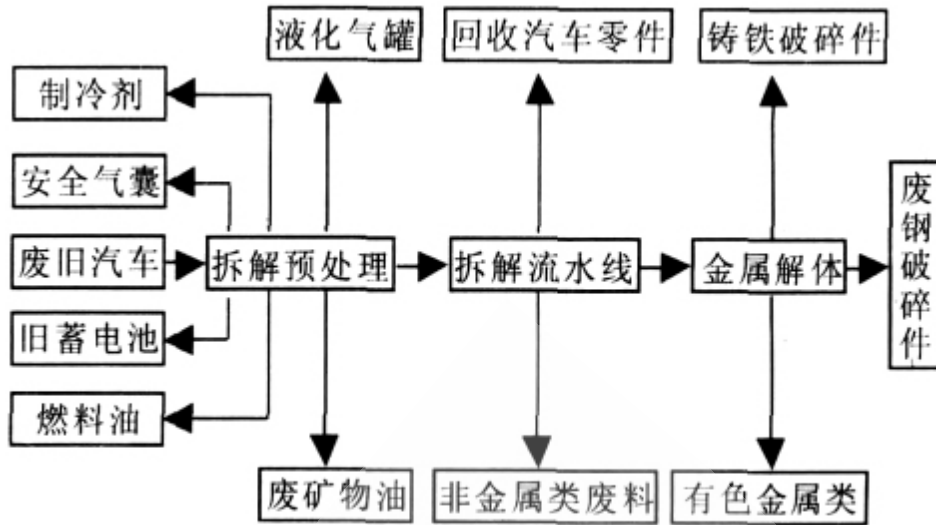 液化气罐
回收汽车零件
铸铁破碎件
制冷剂
安全气囊
废旧汽车
拆解预处理
拆解流水线
金属解体
废钢破碎件
旧蓄电池
燃料油
废矿物油
非金属类废料
有色金属类